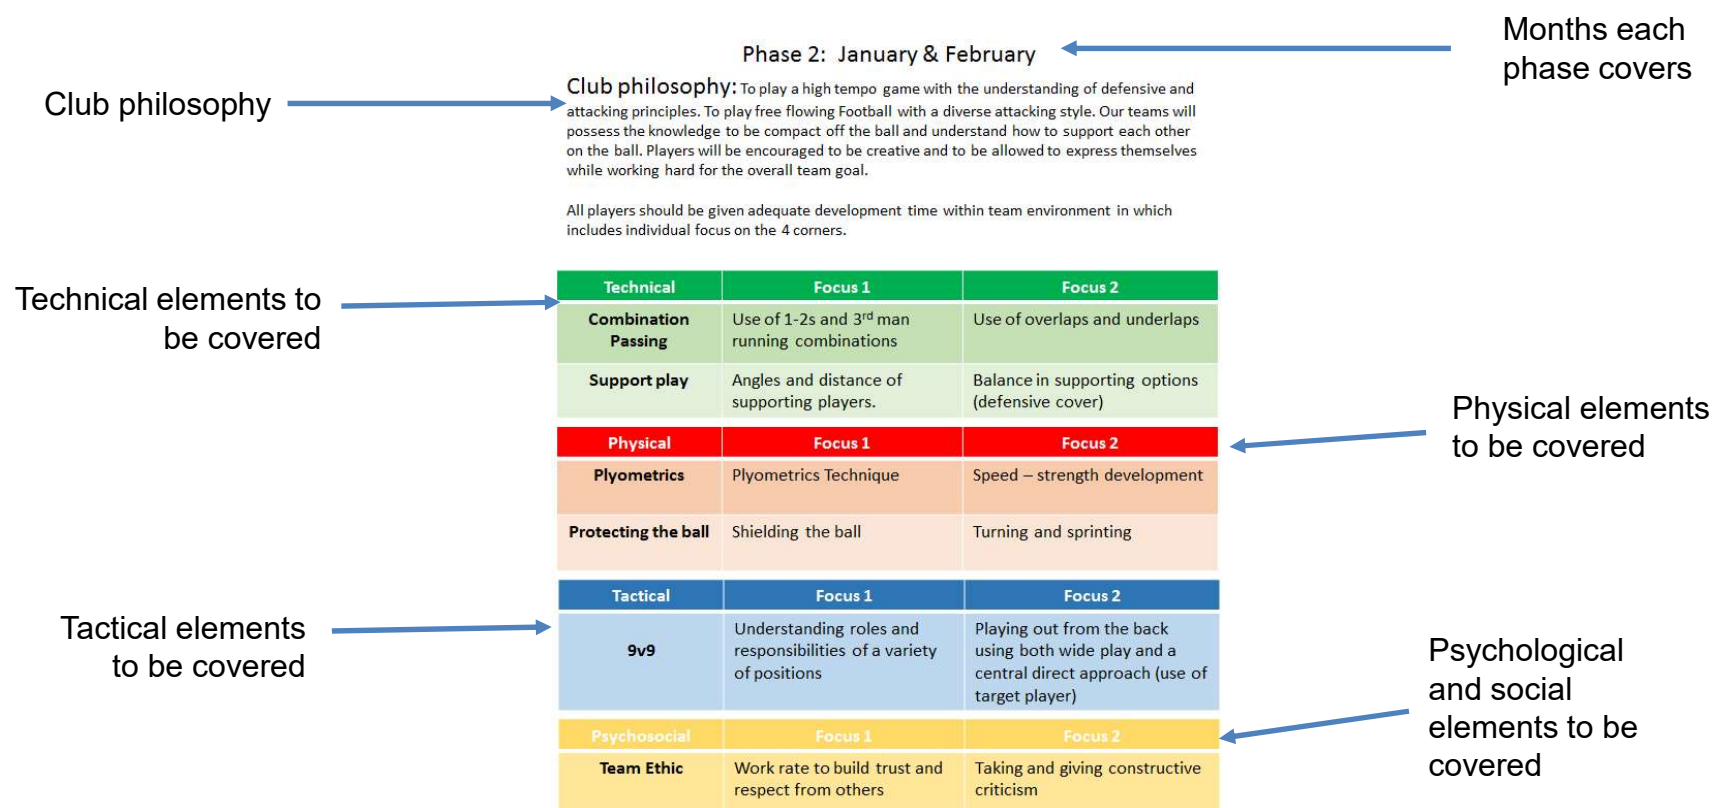 Months each
phase covers
Phase 2:  January & February
Club philosophy
Club philosophy: To play a high tempo game with the understanding of defensive and
attacking principles. To play free flowing Football with a diverse attacking style. Our teams will
possess the knowledge to be compact off the ball and understand how to support each other
on the ball. Players will be encouraged to be creative and to be allowed to express themselves
while working hard for the overall team goal.
All players should be given adequate development time within team environment in which
includes individual focus on the 4 corners.
Technical elements to
be covered
Technical Focus 1 Focus 2
Combination Use of 1-2s and 3rd man Use of overlaps and underlaps
Passing running combinations
Support play Angles and distance of Balance in supporting options
supporting players. (defensive cover)
Physical elements
to be covered
Physical Focus 1 Focus 2
Plyometrics Plyometrics Technique Speed – strength development
Protecting the ball Shielding the ball Turning and sprinting
Tactical elements
to be covered
Tactical Focus 1 Focus 2
Understanding roles and Playing out from the back
9v9 responsibilities of a variety using both wide play and a
of positions central direct approach (use of
target player)
Psychological
and social
elements to be
covered
Psychosocial Focus 1 Focus 2
Team Ethic Work rate to build trust and Taking and giving constructive
respect from others criticism